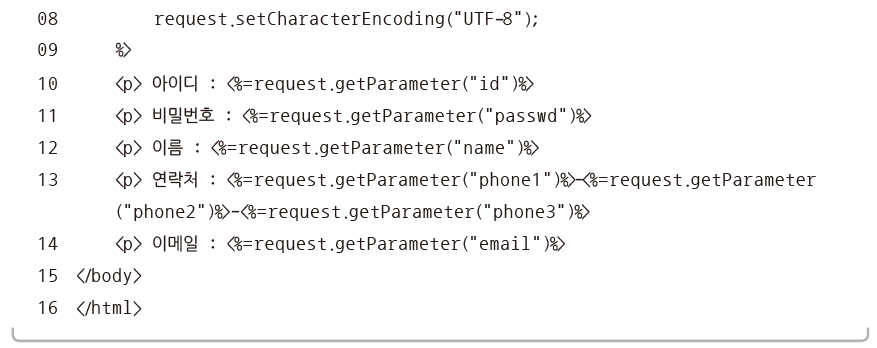 08 request.setCharacterEncoding("UTF-8");
09 %>
10 <p> 아이디 : <%=request.getParameter("id")%>
11 <p> 비밀번호 : <%=request.getParameter("passwd")%>
12 <p> 이름 : <%=request.getParameter("name")%>
13 <p> 연락처 : <%=request.getParameter("phone1")%>-<%=request.getParameter
("phone2")%>-<%=request.getParameter("phone3")%>
14 <p> 이메일 : <%=request.getParameter("email")%>
15 </body>
16 </html>